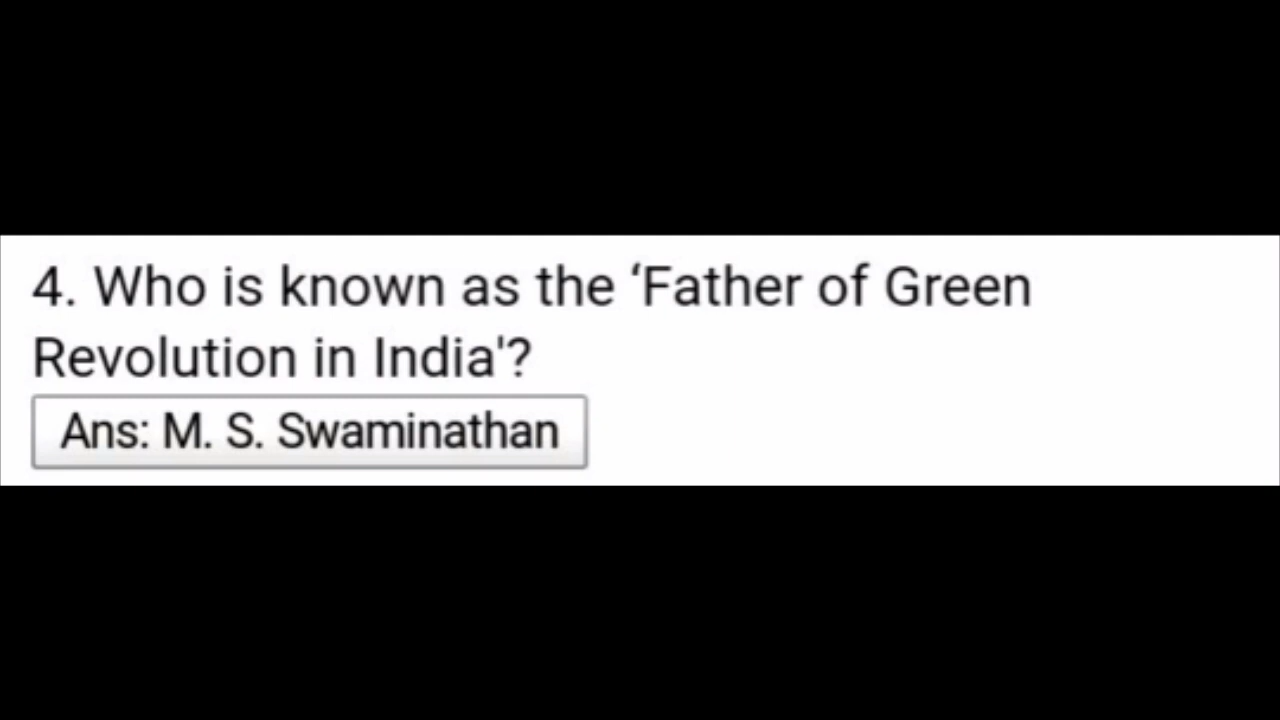 4. Who is known as the ‘Father of Green
Revolution in India'?
Ans: M. S. Swaminathan